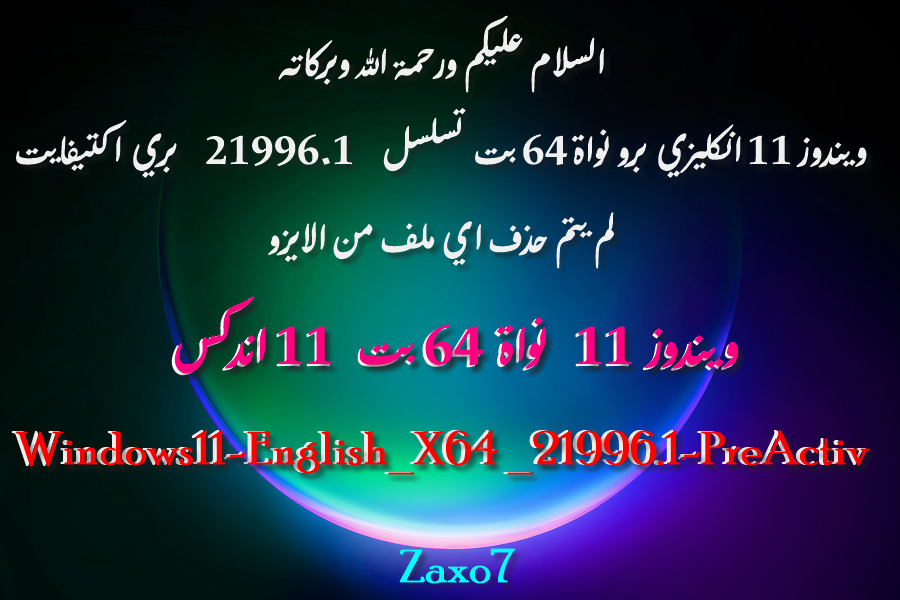 السلام عليكم ورحمة الله وبركاته
ويندوز 11 انكليزي برو نواة 64 بت تسلسل 21996.1 بري اكتيفايت
لم يتم حذف اي ملف من الايزو
ويندوز 11 نواة 64 بت 11 اندكس
Windows11-English_X64_21996.1-PreActiv
Zaxo7